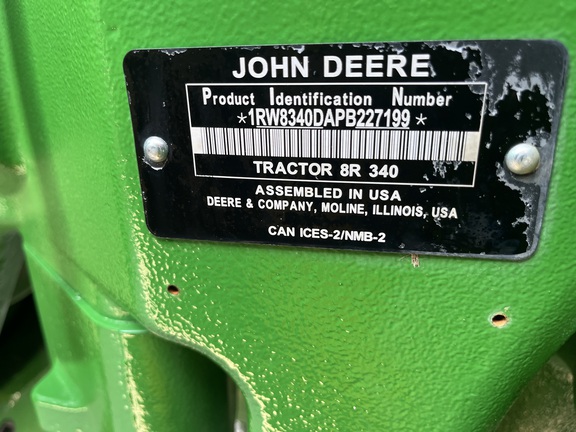 JOHN DEERE
Product Identification Number
*1RW8340DAPB227199*
TRACTOR 8R 340
ASSEMBLED IN USA
DEERE & COMPANY, MOLINE, ILLINOIS, USA
CAN ICES-2/NMB-2